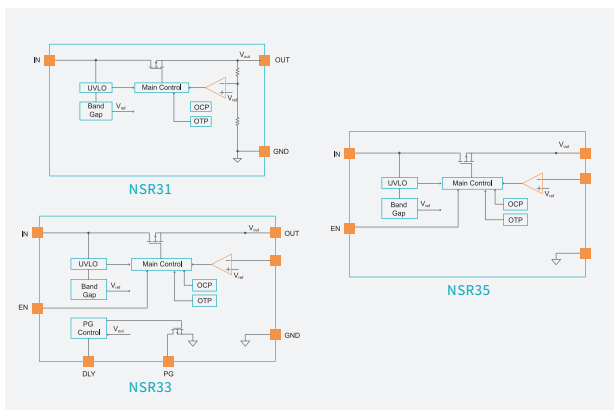 IN
Vout
OUT
UVLO
Main Control
Band
Gap
Vref
Vref
OCP
OTP
GND
NSR31
IN
Vout
OUT
UVLO
Main Control
Band
Gap
Vref
Vref
OCP
OTP
EN
PG
Control
Vout
GND
DLY
PG
NSR33
IN
Vout
UVLO
Main Control
Band
Gap
Vref
Vref
OCP
OTP
EN
NSR35